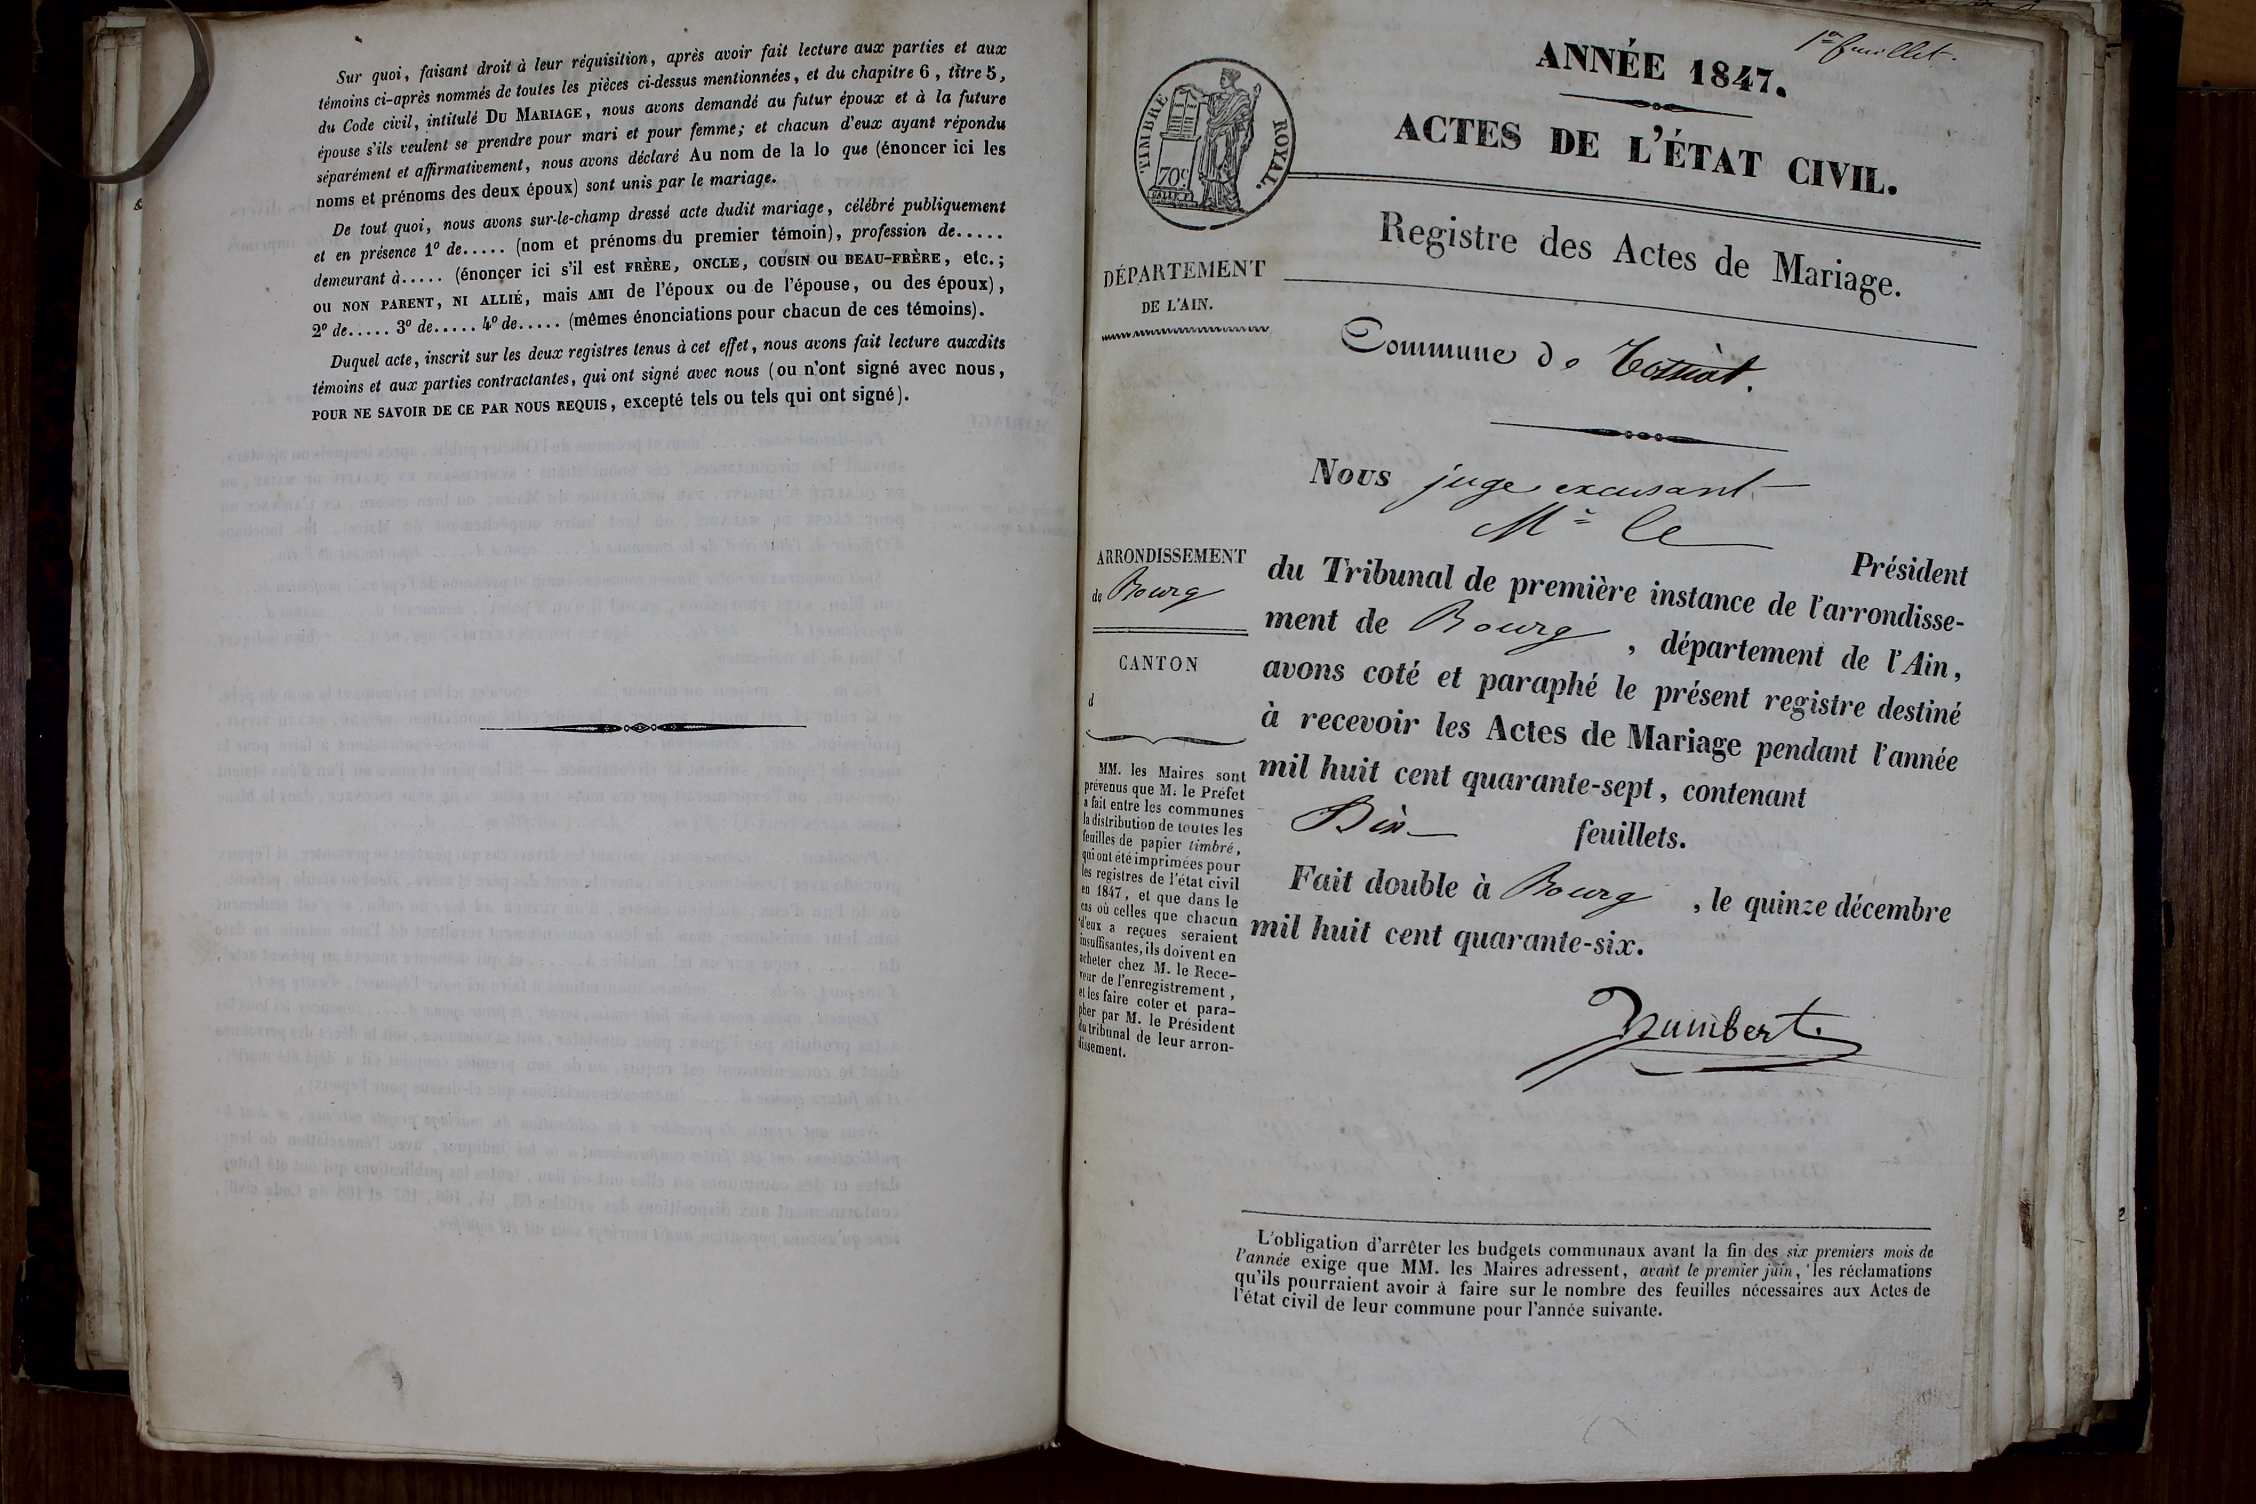 Sur quoi, faisant droit à leur réquisition, après avoir fait lecture aux parties et aux
témoins ci-après nommés de toutes les pièces ci-dessus mentionnées, et du chapitre 6, titre 5,
du Code civil, intitulé DU MARIAGE, nous avons demandé au futur époux et à la future
épouse s'ils veulent se prendre pour mari et pour femme; et chacun d'eux ayant répondu
séparément et affirmativement, nous avons déclaré Au nom de la lo que (énoncer ici les
noms et prénoms des deux époux) sont unis par le mariage.
De tout quoi, nous avons sur-le-champ dressé acte dudit mariage, célébré publiquement
et en présence 1º de..... (nom et prénoms du premier témoin), profession de.....
demeurant à..... (énoncer ici s'il est FRÈRE, ONCLE, COUSIN OU BEAU-FRÈRE, etc.;
OU NON PARENT, NI ALLIÉ, mais AMI de l'époux ou de l'épouse, ou des époux),
2º de..... 3º de..... 4º de..... (mêmes énonciations pour chacun de ces témoins).
Duquel acte, inscrit sur les deux registres tenus à cet effet, nous avons fait lecture auxdits
témoins et aux parties contractantes, qui ont signé avec nous (ou n'ont signé avec nous,
POUR NE SAVOIR DE CE PAR NOUS REQUIS, excepté tels ou tels qui ont signé).
1er feuillet.
ANNÉE 1847.
ACTES DE L'ÉTAT CIVIL.
TIMBRE ROYAL.
70c
Registre des Actes de Mariage.
DÉPARTEMENT
DE L'AIN.
Commune de Tossiat.
Nous juge excusant
Mr le
Président
ARRONDISSEMENT
de Bourg
CANTON
d
du Tribunal de première instance de l'arrondisse-
ment de Bourg, département de l'Ain,
avons coté et paraphé le présent registre destiné
à recevoir les Actes de Mariage pendant l'année
mil huit cent quarante-sept, contenant
Dix feuillets.
Fait double à Bourg, le quinze décembre
mil huit cent quarante-six.
Humbert
MM. les Maires sont
prévenus que M. le Préfet
a fait entre les communes
la distribution de toutes les
feuilles de papier timbré,
qui ont été imprimées pour
les registres de l'état civil
en 1847, et que dans le
cas où celles que chacun
d'eux a reçues seraient
insuffisantes, ils doivent en
acheter chez M. le Rece-
veur de l'enregistrement,
et les faire coter et para-
pher par M. le Président
du tribunal de leur arron-
dissement.
L'obligation d'arrêter les budgets communaux avant la fin des six premiers mois de
l'année exige que MM. les Maires adressent, avant le premier juin, les réclamations
qu'ils pourraient avoir à faire sur le nombre des feuilles nécessaires aux Actes de
l'état civil de leur commune pour l'année suivante.